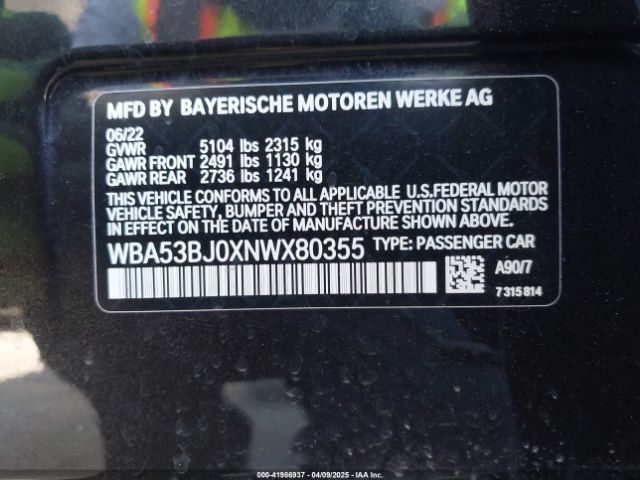 MFD BY BAYERISCHE MOTOREN WERKE AG
06/22
GVWR 5104 lbs 2315 kg
GAWR FRONT 2491 lbs 1130 kg
GAWR REAR 2736 lbs 1241 kg
THIS VEHICLE CONFORMS TO ALL APPLICABLE U.S.FEDERAL MOTOR
VEHICLE SAFETY, BUMPER AND THEFT PREVENTION STANDARDS
IN EFFECT ON THE DATE OF MANUFACTURE SHOWN ABOVE.
WBA53BJ0XNWX80355 TYPE: PASSENGER CAR
A90/7
7 315 814
000-41986937 - 04/09/2025 - IAA Inc.